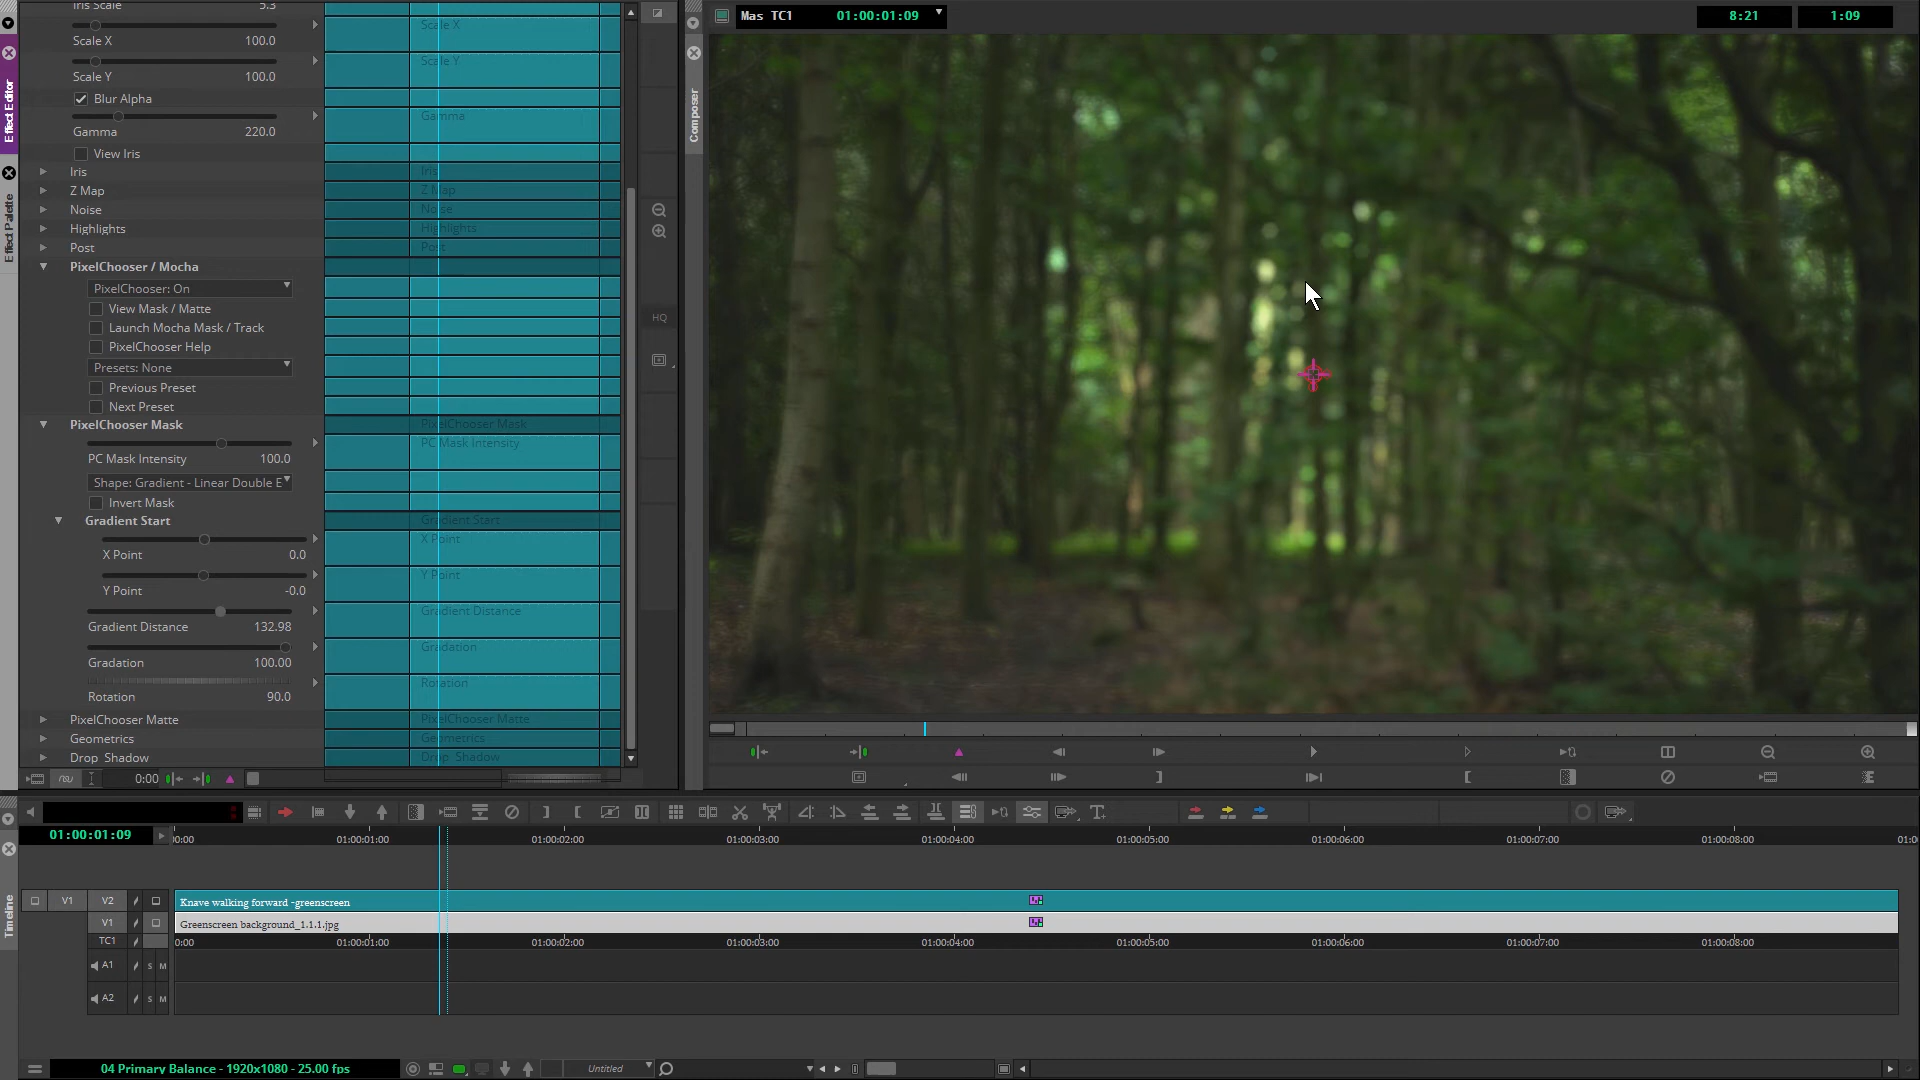 Iris Scale 5.3
Scale X 100.0
Scale Y 100.0
Blur Alpha
Gamma 220.0
View Iris
Iris
Z Map
Noise
Highlights
Post
PixelChooser / Mocha
PixelChooser: On
View Mask / Matte
Launch Mocha Mask / Track
PixelChooser Help
Presets: None
Previous Preset
Next Preset
PixelChooser Mask
PC Mask Intensity 100.0
Shape: Gradient - Linear Double E
Invert Mask
Gradient Start
X Point 0.0
Y Point -0.0
Gradient Distance 132.98
Gradation 100.00
Rotation 90.0
PixelChooser Matte
Geometrics
Drop Shadow
0:00
Effect Editor
Effect Palette
Scale X
Scale Y
Gamma
Iris
Z Map
Noise
Highlights
Post
PixelChooser Mask
PC Mask Intensity
Gradient Start
X Point
Y Point
Gradient Distance
Gradation
Rotation
PixelChooser Matte
Geometrics
Drop Shadow
HQ
Composer
Mas TC1 01:00:01:09
8:21 1:09
01:00:01:09
0:00 01:00:01:00 01:00:02:00 01:00:03:00 01:00:04:00 01:00:05:00 01:00:06:00 01:00:07:00 01:00:08:00 01:0
V1 V2 Knave walking forward -greenscreen
V1 Greenscreen background_1.1.1.jpg
TC1 0:00 01:00:01:00 01:00:02:00 01:00:03:00 01:00:04:00 01:00:05:00 01:00:06:00 01:00:07:00 01:00:08:00
A1 S M
A2 S M
Timeline
04 Primary Balance - 1920x1080 - 25.00 fps
Untitled